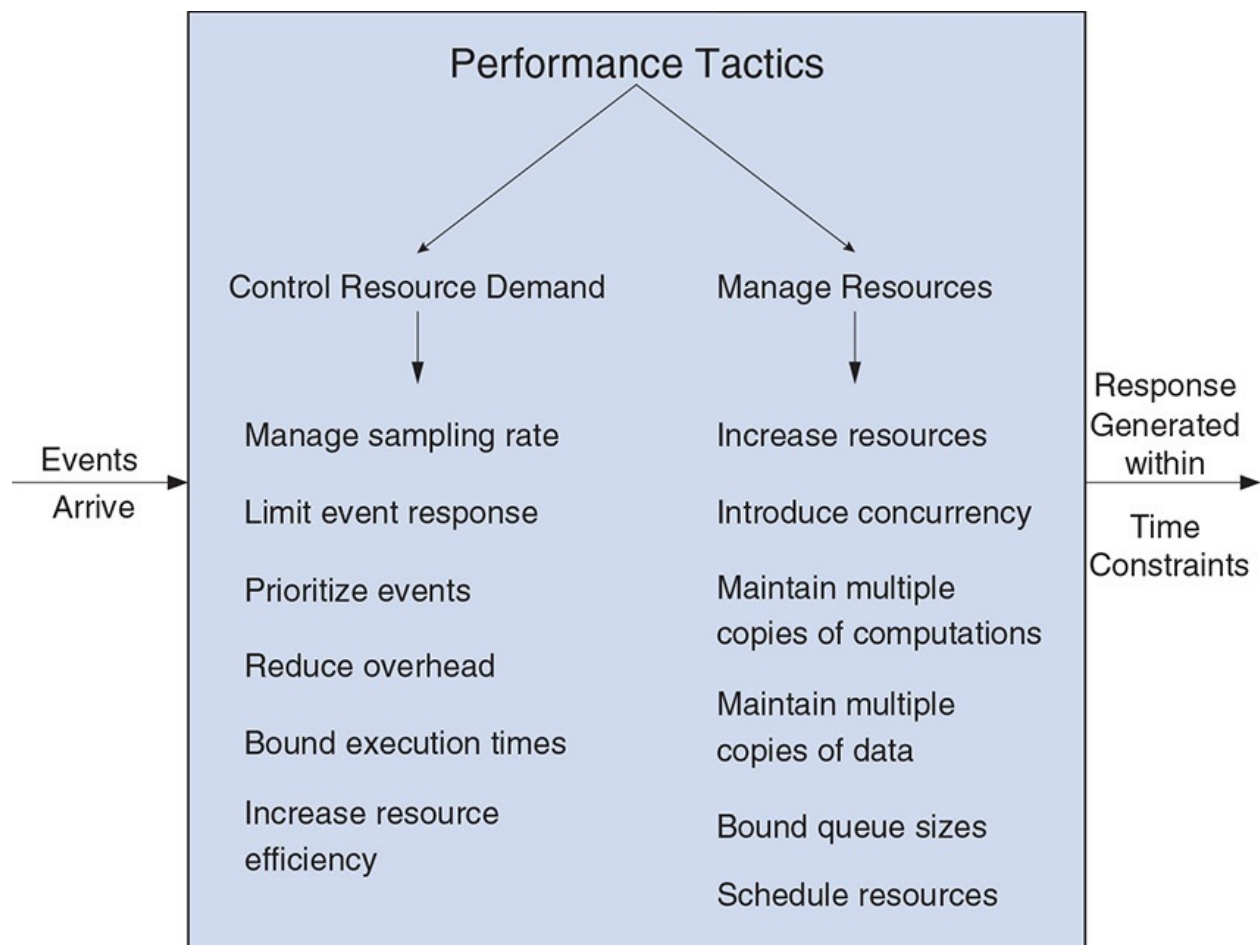 Performance Tactics
Control Resource Demand
Manage Resources
Events
Arrive
Manage sampling rate
Limit event response
Prioritize events
Reduce overhead
Bound execution times
Increase resource
efficiency
Increase resources
Introduce concurrency
Maintain multiple
copies of computations
Maintain multiple
copies of data
Bound queue sizes
Schedule resources
Response
Generated
within
Time
Constraints